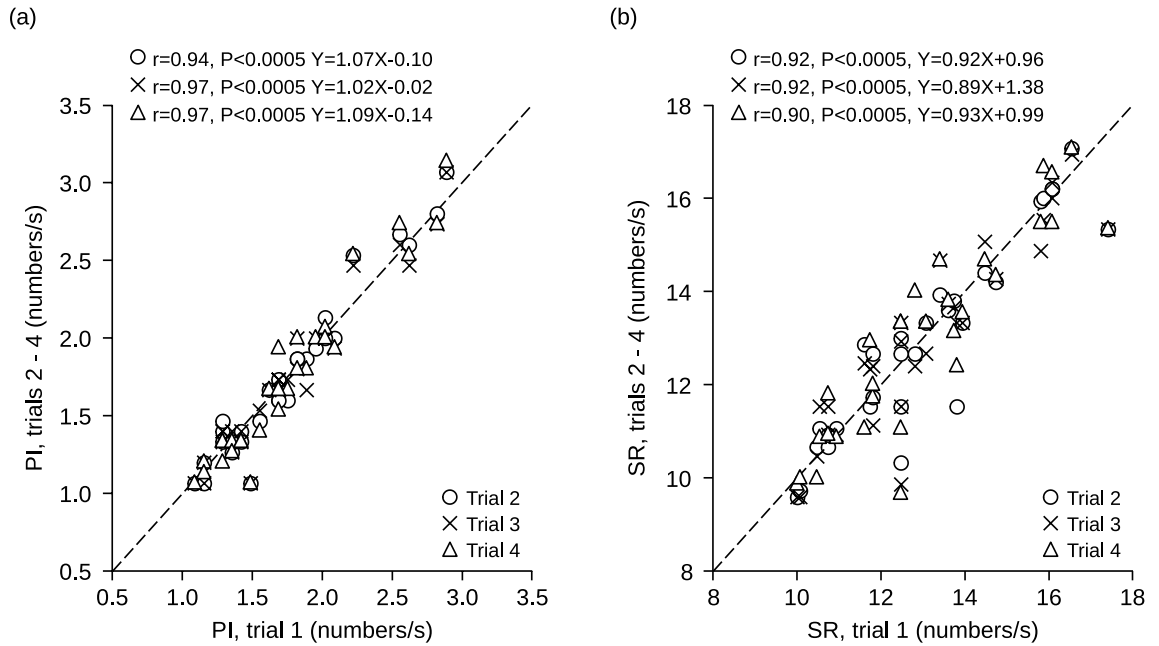 (a)
r=0.94, P<0.0005 Y=1.07X-0.10
r=0.97, P<0.0005 Y=1.02X-0.02
r=0.97, P<0.0005 Y=1.09X-0.14
PI, trials 2 - 4 (numbers/s)
3.5
3.0
2.5
2.0
1.5
1.0
0.5
Trial 2
Trial 3
Trial 4
0.5 1.0 1.5 2.0 2.5 3.0 3.5
PI, trial 1 (numbers/s)
(b)
r=0.92, P<0.0005, Y=0.92X+0.96
r=0.92, P<0.0005, Y=0.89X+1.38
r=0.90, P<0.0005, Y=0.93X+0.99
SR, trials 2 - 4 (numbers/s)
18
16
14
12
10
8
Trial 2
Trial 3
Trial 4
8 10 12 14 16 18
SR, trial 1 (numbers/s)